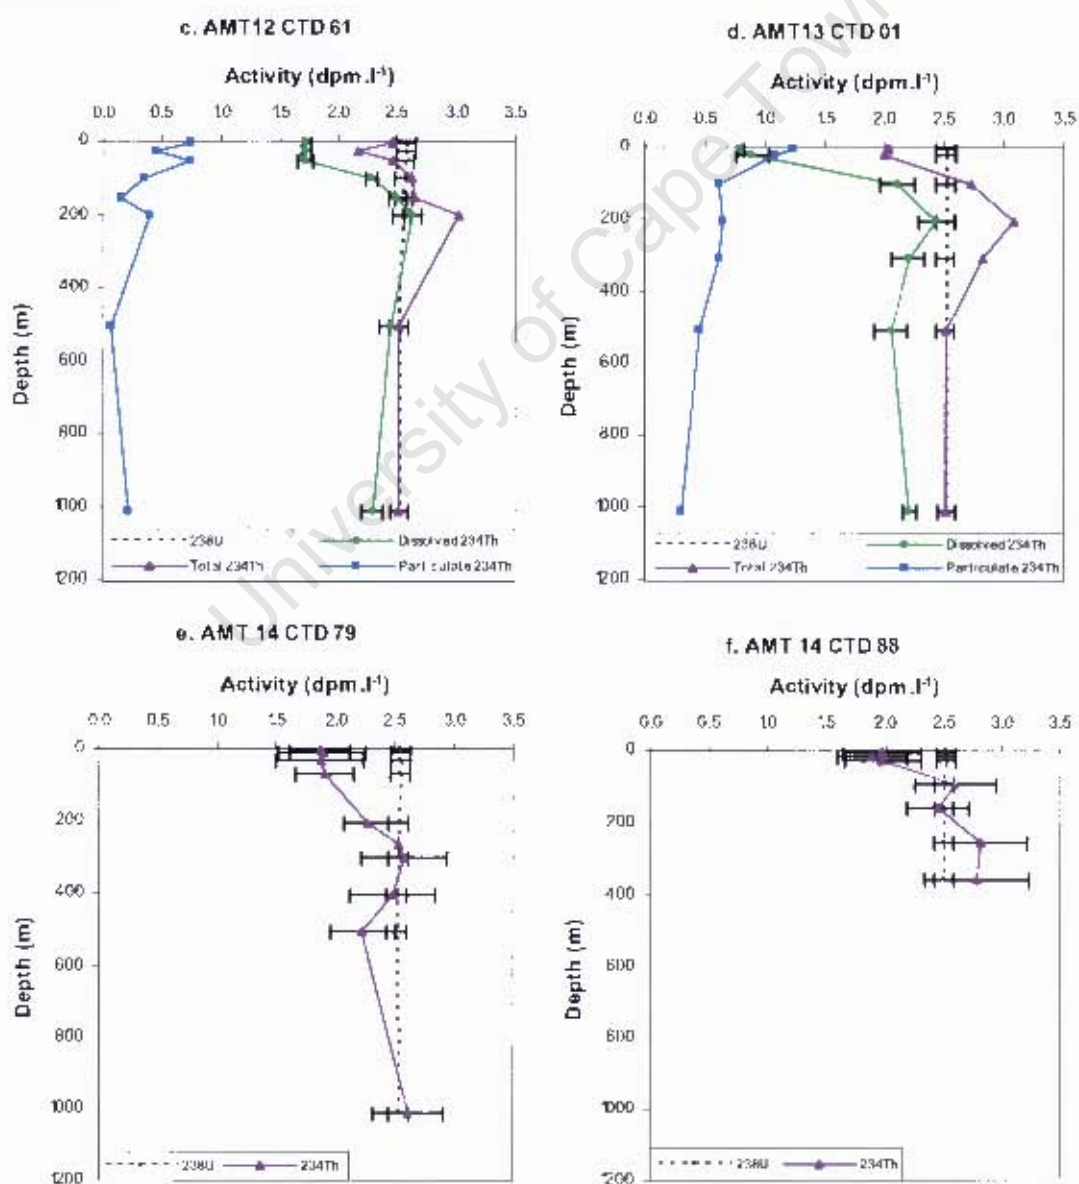 c. AMT12 CTD 61
Activity (dpm.l⁻¹)
0.0 0.5 1.0 1.5 2.0 2.5 3.0 3.5
0
200
400
600
800
1000
1200
Depth (m)
238U
Dissolved 234Th
Total 234Th
Particulate 234Th
d. AMT13 CTD 01
Activity (dpm.l⁻¹)
0.0 0.5 1.0 1.5 2.0 2.5 3.0 3.5
0
200
400
600
800
1000
1200
Depth (m)
238U
Dissolved 234Th
Total 234Th
Particulate 234Th
e. AMT 14 CTD 79
Activity (dpm.l⁻¹)
0.0 0.5 1.0 1.5 2.0 2.5 3.0 3.5
0
200
400
600
800
1000
1200
Depth (m)
238U
234Th
f. AMT 14 CTD 88
Activity (dpm.l⁻¹)
0.0 0.5 1.0 1.5 2.0 2.5 3.0 3.5
0
200
400
600
800
1000
1200
Depth (m)
238U
234Th
University of Cape Town